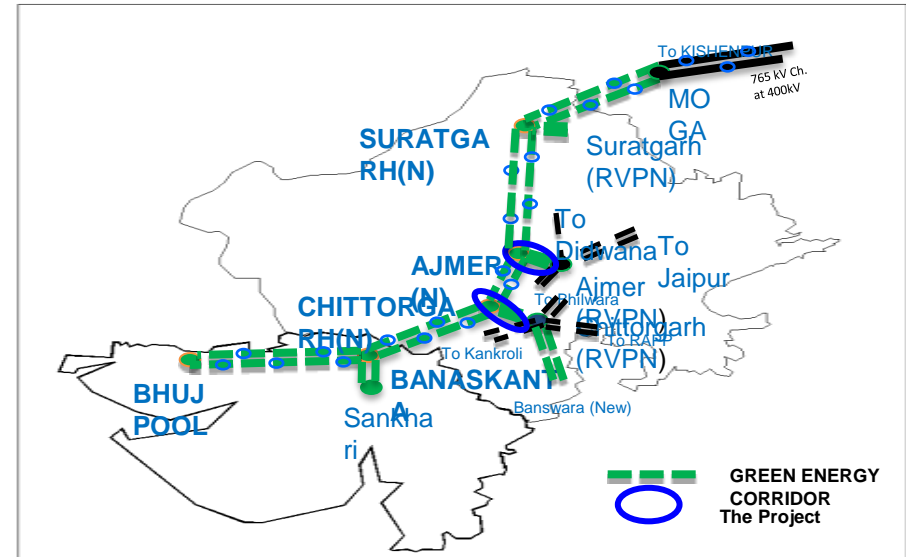 To KISHENPUR
765 kV Ch.
at 400kV
MO
GA
SURATGA
RH(N)
Suratgarh
(RVPN)
To
Didwana
To
Jaipur
AJMER
(N)
Ajmer
(RVPN)
To Bhilwara
CHITTORGA
RH(N)
Chittorgarh
(RVPN)
To RAPP
To Kankroli
BANASKANT
A
BHUJ
POOL
Sankha
ri
Banswara (New)
GREEN ENERGY
CORRIDOR
The Project